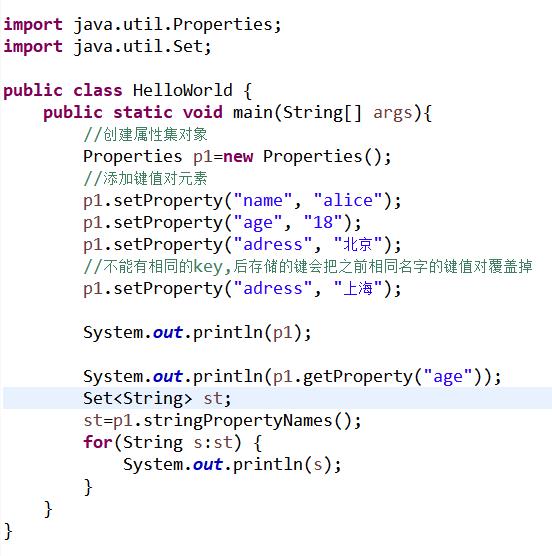 import java.util.Properties;
import java.util.Set;
public class HelloWorld {
public static void main(String[] args){
//创建属性集对象
Properties p1=new Properties();
//添加键值对元素
p1.setProperty("name", "alice");
p1.setProperty("age", "18");
p1.setProperty("adress", "北京");
//不能有相同的key,后存储的键会把之前相同名字的键值对覆盖掉
p1.setProperty("adress", "上海");
System.out.println(p1);
System.out.println(p1.getProperty("age"));
Set<String> st;
st=p1.stringPropertyNames();
for(String s:st) {
System.out.println(s);
}
}
}